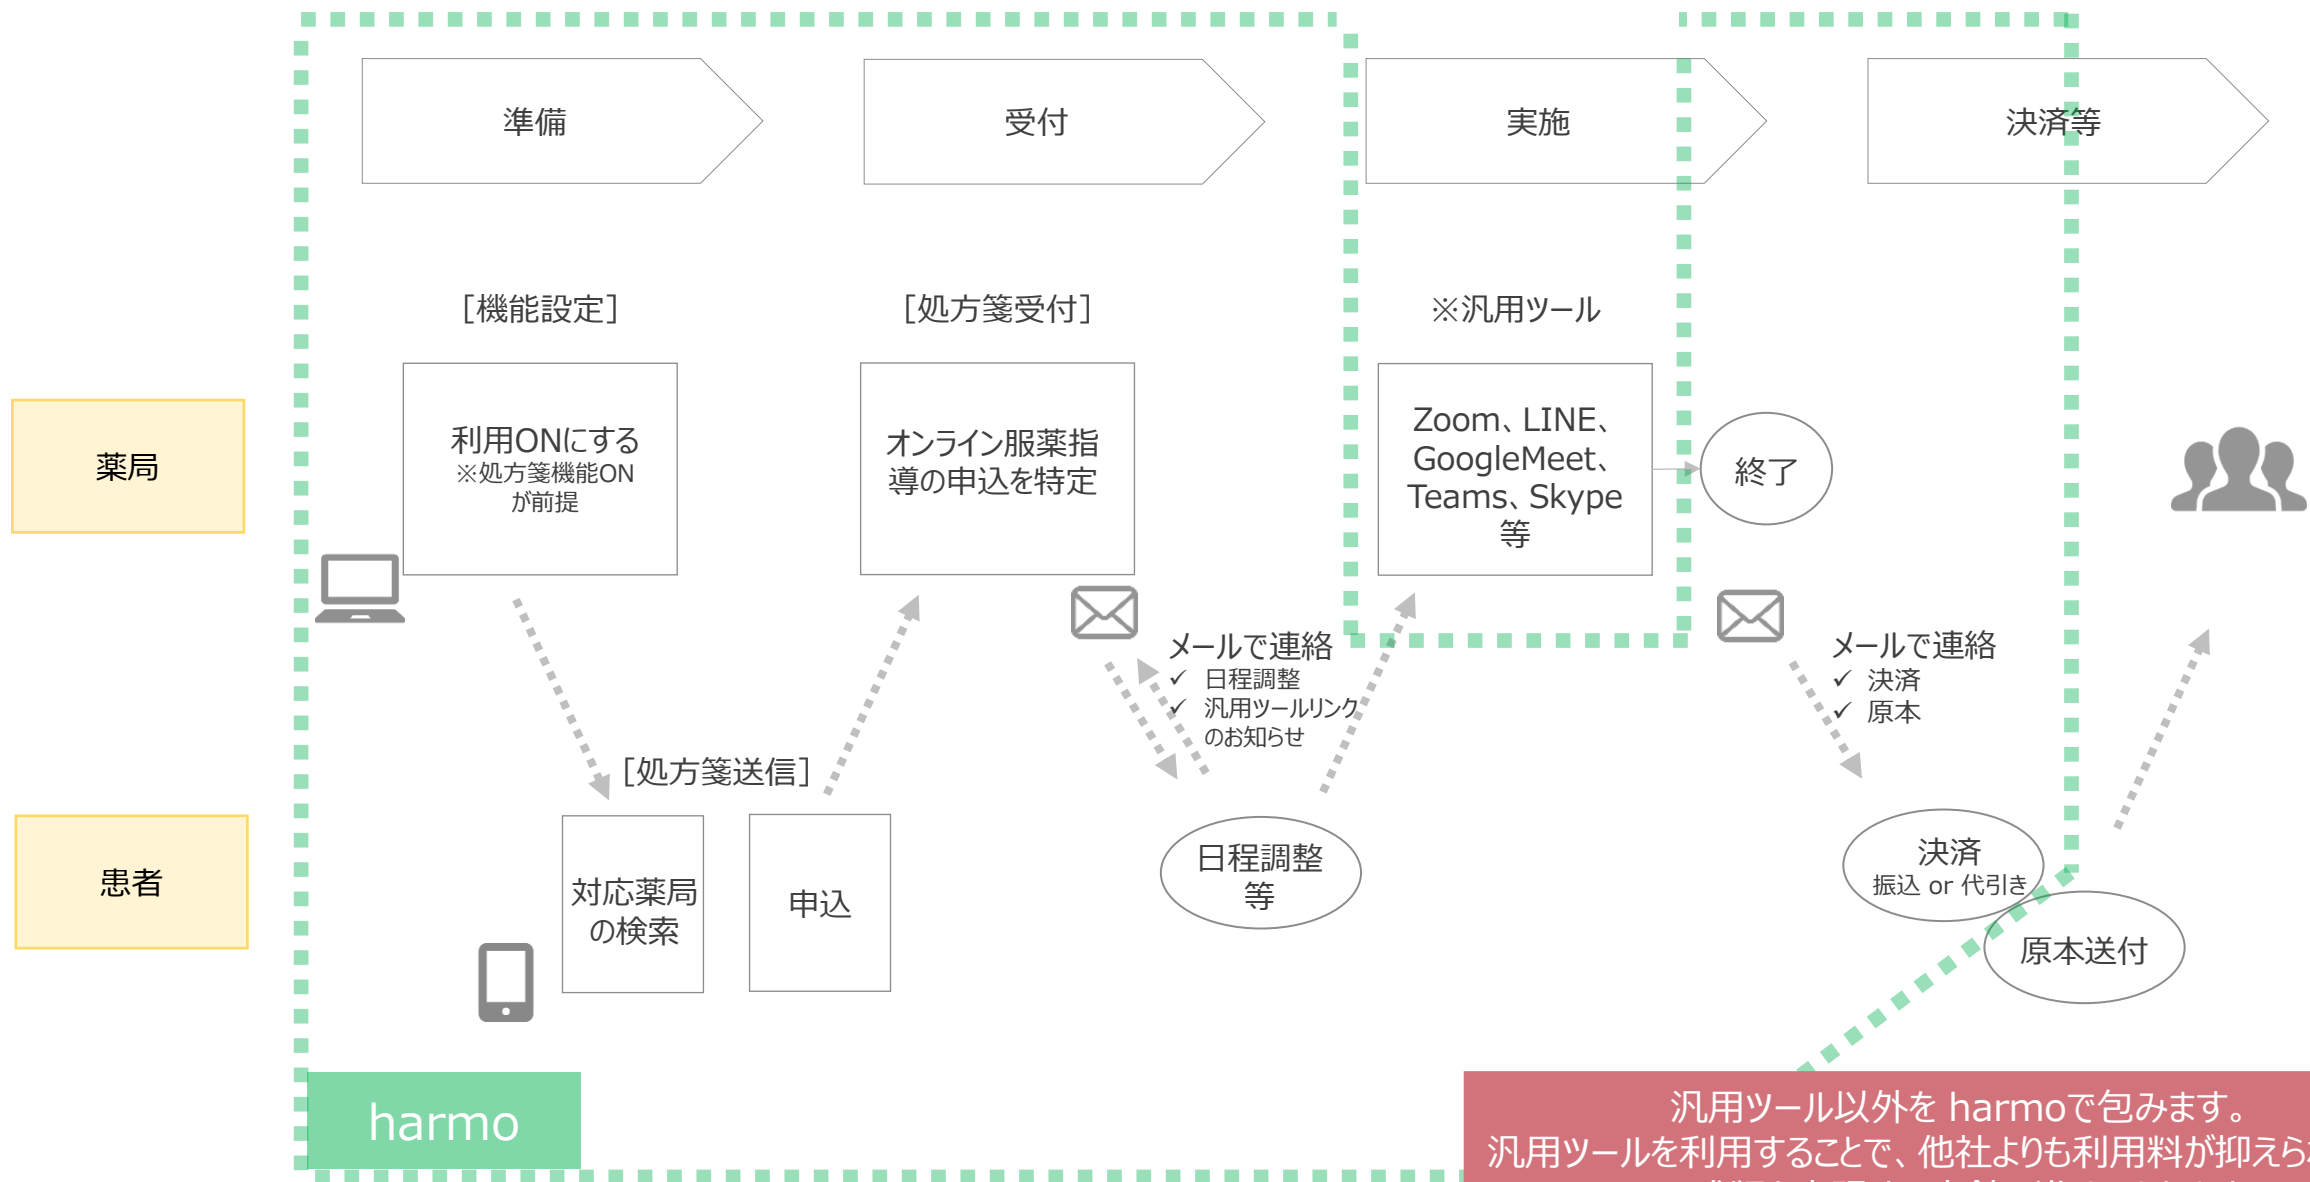 準備
受付
実施
決済等
［機能設定］
［処方箋受付］
※汎用ツール
薬局
利用ONにする
※処方箋機能ON
が前提
オンライン服薬指
導の申込を特定
Zoom、LINE、
GoogleMeet、
Teams、Skype
等
終了
メールで連絡
✓ 日程調整
✓ 汎用ツールリンク
のお知らせ
メールで連絡
✓ 決済
✓ 原本
［処方箋送信］
患者
対応薬局
の検索
申込
日程調整
等
決済
振込 or 代引き
原本送付
harmo
汎用ツール以外を harmoで包みます。
汎用ツールを利用することで、他社よりも利用料が抑えら